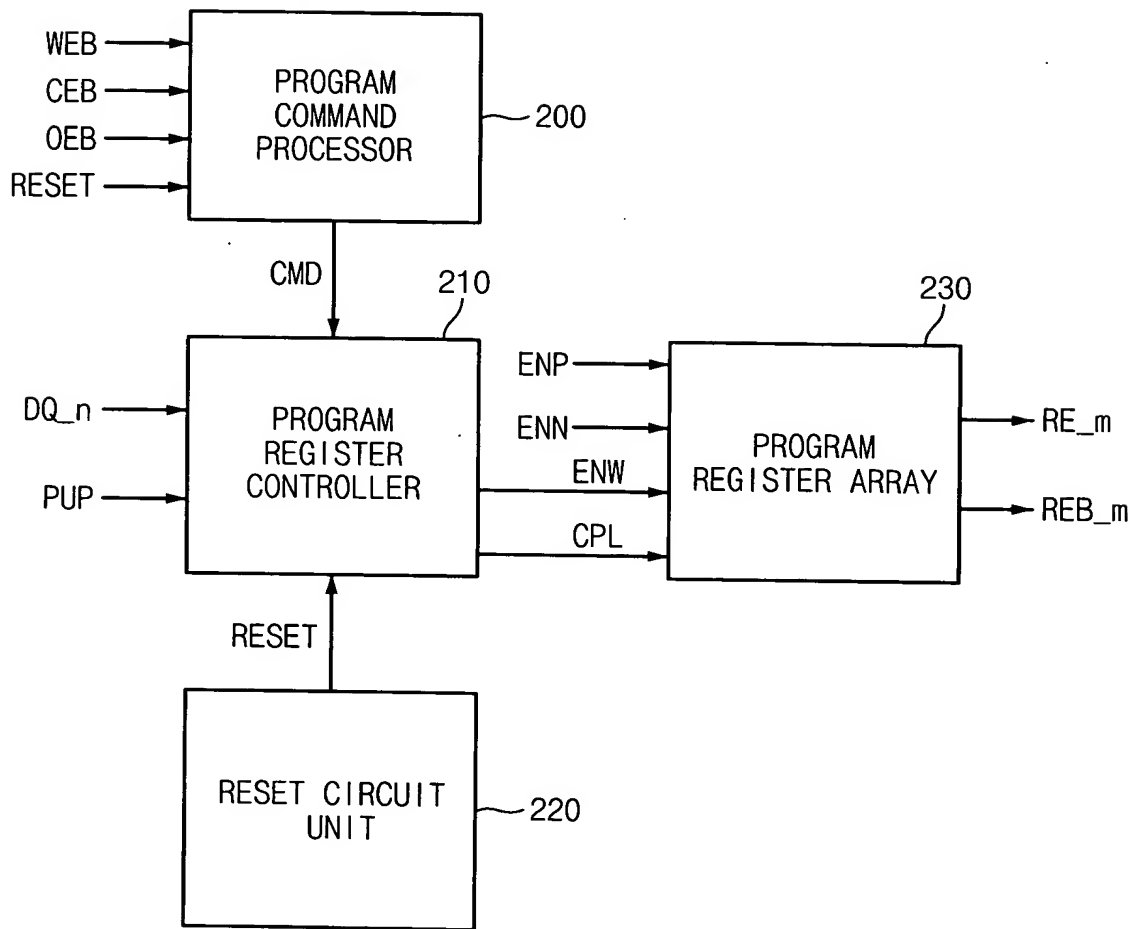 WEB
CEB
OEB
RESET
PROGRAM
COMMAND
PROCESSOR
200
CMD
210
230
DQ_n
PUP
PROGRAM
REGISTER
CONTROLLER
ENP
ENN
ENW
CPL
PROGRAM
REGISTER ARRAY
RE_m
REB_m
RESET
RESET CIRCUIT
UNIT
220